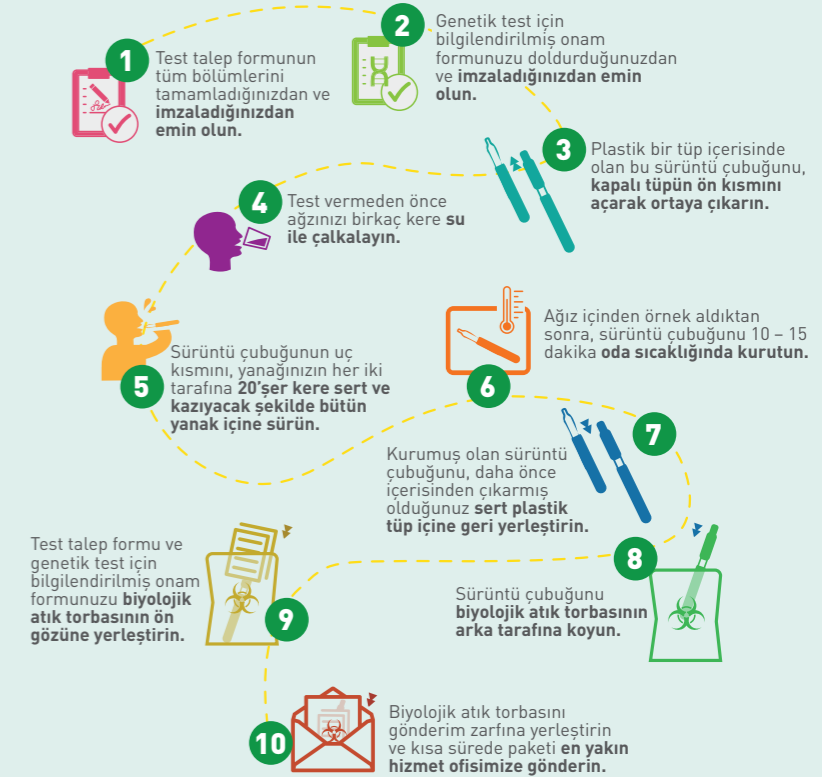 1
Test talep formunun
tüm bölümlerini
tamamladığınızdan ve
imzaladığınızdan
emin olun.
2
Genetik test için
bilgilendirilmiş onam
formunuzu doldurduğunuzdan
ve imzaladığınızdan emin
olun.
3
Plastik bir tüp içerisinde
olan bu sürüntü çubuğunu,
kapalı tüpün ön kısmını
açarak ortaya çıkarın.
4
Test vermeden önce
ağzınızı birkaç kere su
ile çalkalayın.
5
Sürüntü çubuğunun uç
kısmını, yanağınızın her iki
tarafına 20'şer kere sert ve
kazıyacak şekilde bütün
yanak içine sürün.
6
Ağız içinden örnek aldıktan
sonra, sürüntü çubuğunu 10 – 15
dakika oda sıcaklığında kurutun.
7
Kurumuş olan sürüntü
çubuğunu, daha önce
içerisinden çıkarmış
olduğunuz sert plastik
tüp içine geri yerleştirin.
8
Sürüntü çubuğunu
biyolojik atık torbasının
arka tarafına koyun.
9
Test talep formu ve
genetik test için
bilgilendirilmiş onam
formunuzu biyolojik
atık torbasının ön
gözüne yerleştirin.
10
Biyolojik atık torbasını
gönderim zarfına yerleştirin
ve kısa sürede paketi en yakın
hizmet ofisimize gönderin.